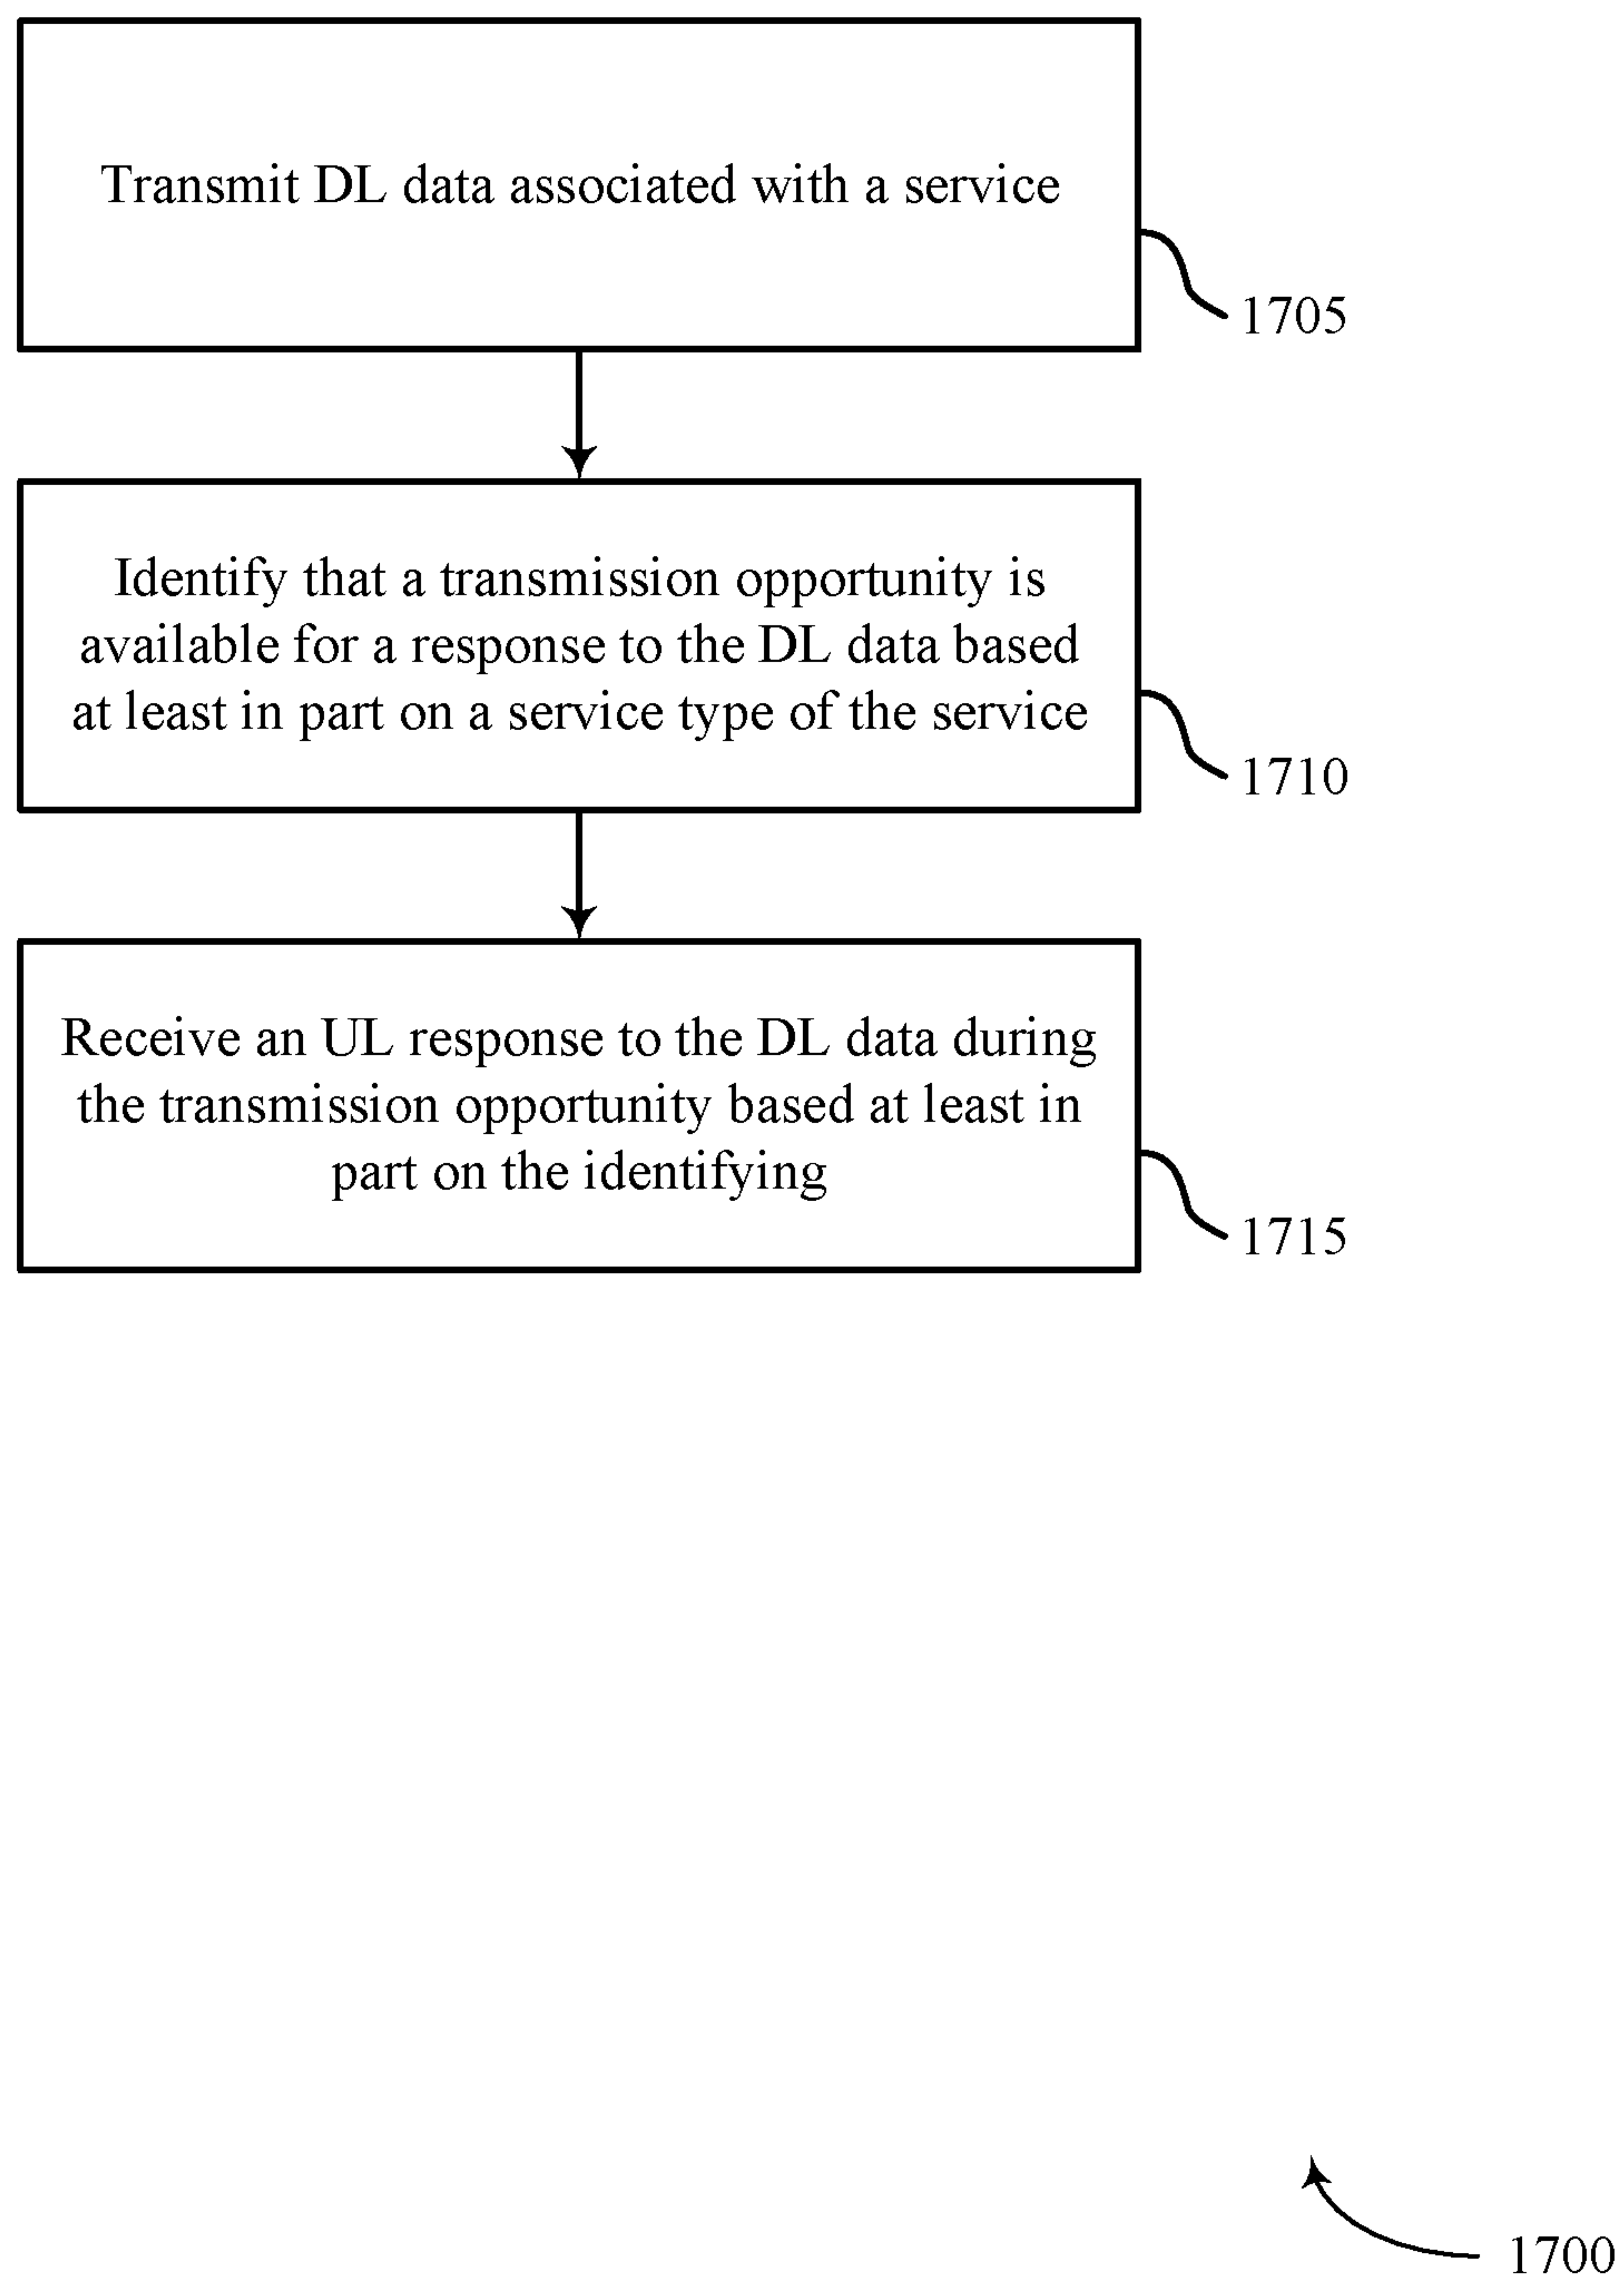 Transmit DL data associated with a service
1705
Identify that a transmission opportunity is
available for a response to the DL data based
at least in part on a service type of the service
1710
Receive an UL response to the DL data during
the transmission opportunity based at least in
part on the identifying
1715
1700